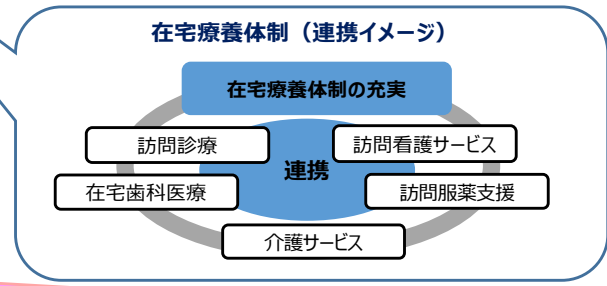 在宅療養体制（連携イメージ）
在宅療養体制の充実
訪問診療
訪問看護サービス
連携
在宅歯科医療
訪問服薬支援
介護サービス